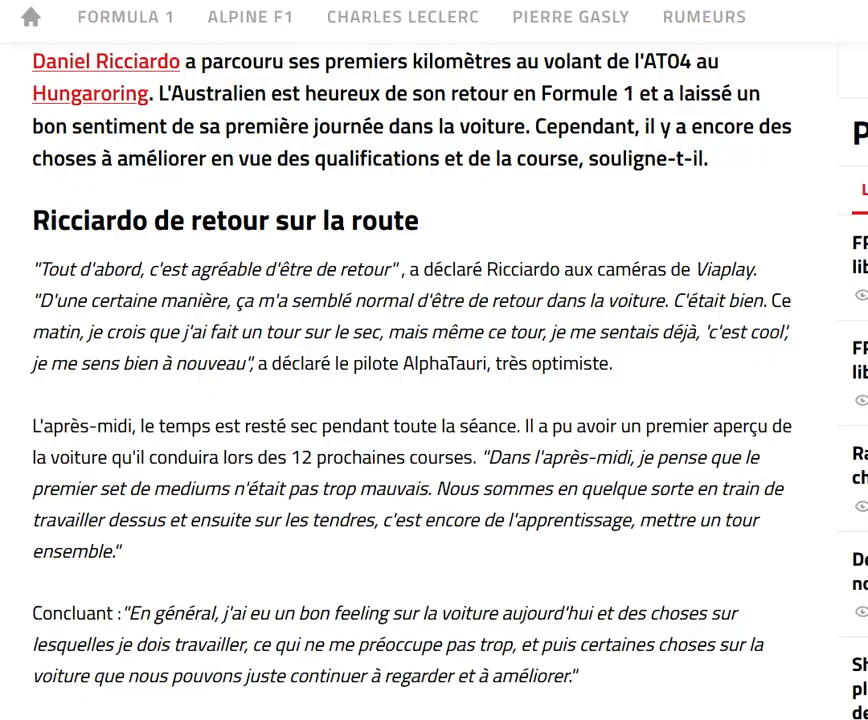 FORMULA 1 ALPINE F1 CHARLES LECLERC PIERRE GASLY RUMEURS
Daniel Ricciardo a parcouru ses premiers kilomètres au volant de l'AT04 au
Hungaroring. L'Australien est heureux de son retour en Formule 1 et a laissé un
bon sentiment de sa première journée dans la voiture. Cependant, il y a encore des
choses à améliorer en vue des qualifications et de la course, souligne-t-il.
Ricciardo de retour sur la route
"Tout d'abord, c'est agréable d'être de retour" , a déclaré Ricciardo aux caméras de Viaplay.
"D'une certaine manière, ça m'a semblé normal d'être de retour dans la voiture. C'était bien. Ce
matin, je crois que j'ai fait un tour sur le sec, mais même ce tour, je me sentais déjà, 'c'est cool',
je me sens bien à nouveau", a déclaré le pilote AlphaTauri, très optimiste.
L'après-midi, le temps est resté sec pendant toute la séance. Il a pu avoir un premier aperçu de
la voiture qu'il conduira lors des 12 prochaines courses. "Dans l'après-midi, je pense que le
premier set de mediums n'était pas trop mauvais. Nous sommes en quelque sorte en train de
travailler dessus et ensuite sur les tendres, c'est encore de l'apprentissage, mettre un tour
ensemble."
Concluant :"En général, j'ai eu un bon feeling sur la voiture aujourd'hui et des choses sur
lesquelles je dois travailler, ce qui ne me préoccupe pas trop, et puis certaines choses sur la
voiture que nous pouvons juste continuer à regarder et à améliorer."